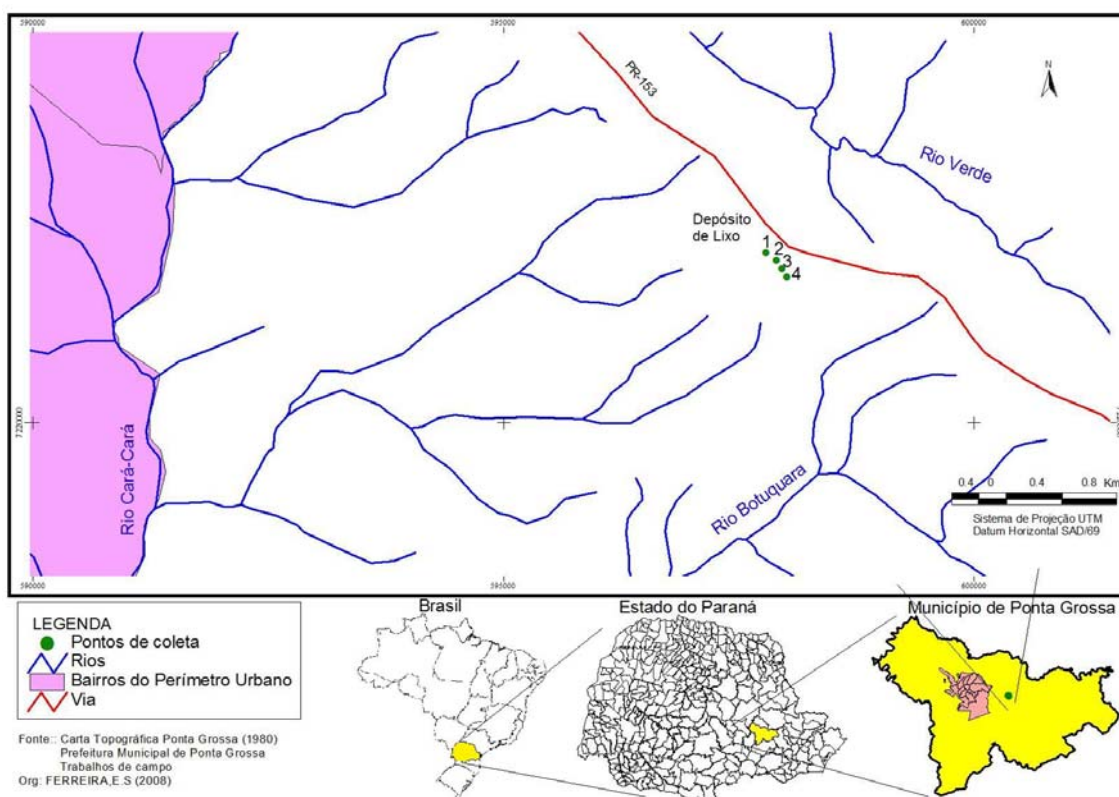 590000
600000
N
PR-153
Rio Verde
Depósito
de Lixo
1
2
3
4
7220000
Rio Cará-Cará
Rio Botuquara
0.4 0 0.4 0.8 Km
Sistema de Projeção UTM
Datum Horizontal SAD/69
590000
595000
600000
LEGENDA
Pontos de coleta
Rios
Bairros do Perímetro Urbano
Via
Brasil
Estado do Paraná
Município de Ponta Grossa
Fonte:: Carta Topográfica Ponta Grossa (1980)
Prefeitura Municipal de Ponta Grossa
Trabalhos de campo
Org: FERREIRA,E.S (2008)